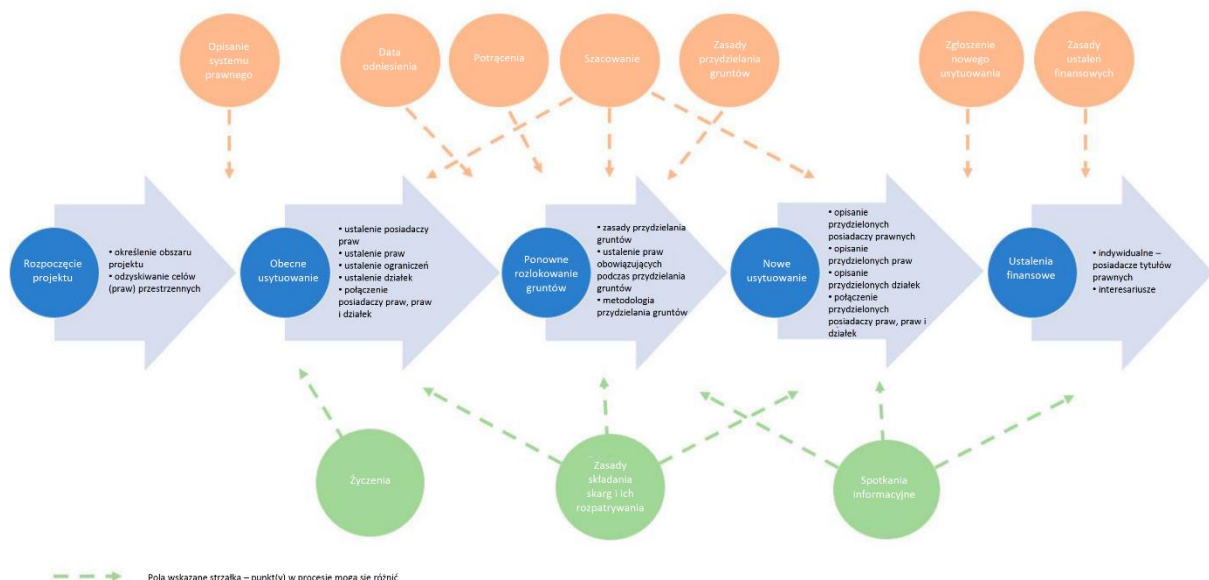 Opisanie
systemu
prawnego
Data
odniesienia
Potrącenia
Szacowanie
Zasady
przydzielania
gruntów
Zgłoszenie
nowego
usytuowania
Zasady
ustaleń
finansowych
Rozpoczęcie
projektu
• określenie obszaru
projektu
• odzyskiwanie celów
(praw) przestrzennych
Obecne
usytuowanie
• ustalenie posiadaczy
praw
• ustalenie praw
• ustalenie ograniczeń
• ustalenie działek
• połączenie
posiadaczy praw, praw
i działek
Ponowne
rozlokowanie
gruntów
• zasady przydzielania
gruntów
• ustalenie praw
obowiązujących
podczas przydzielania
gruntów
• metodologia
przydzielania gruntów
Nowe
usytuowanie
• opisanie
przydzielonych
posiadaczy prawnych
• opisanie
przydzielonych praw
• opisanie
przydzielonych działek
• połączenie
przydzielonych
posiadaczy praw, praw i
działek
Ustalenia
finansowe
• indywidualne –
posiadacze tytułów
prawnych
• interesariusze
Życzenia
Zasady
składania
skarg i ich
rozpatrywania
Spotkania
informacyjne
Pola wskazane strzałką – punkt(y) w procesie mogą się różnić